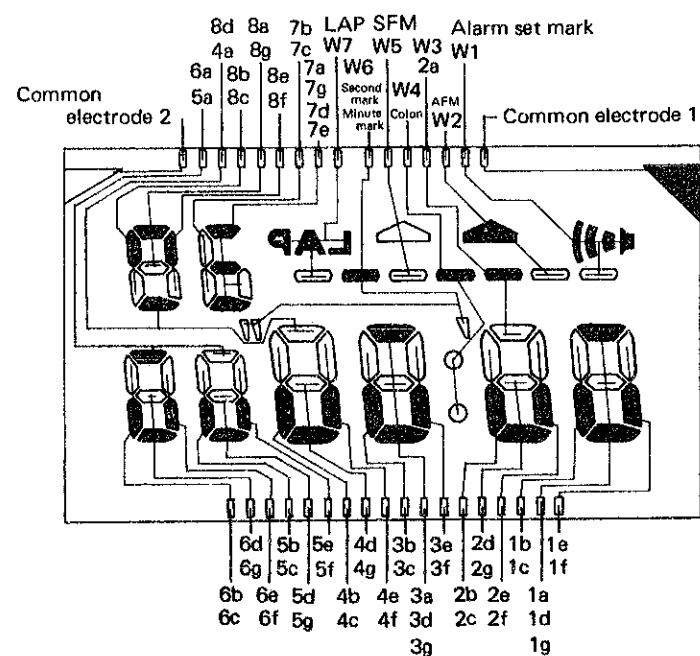 8d 8a 7b LAP SFM Alarm set mark
4a 8g 7c W7 W5 W3 W1
6a 8b 8e 7a W6 2a
5a 8c 8f 7g Second mark W4 AFM
Common electrode 2 7d Minute mark Colon W2 Common electrode 1
7e
LAP
6d 5b 5e 4d 3b 3e 2d 1b 1e
6g 5c 5f 4g 3c 3f 2g 1c 1f
6b 6e 5d 4b 4e 3a 2b 2e 1a
6c 6f 5g 4c 4f 3d 2c 2f 1d
3g 1g